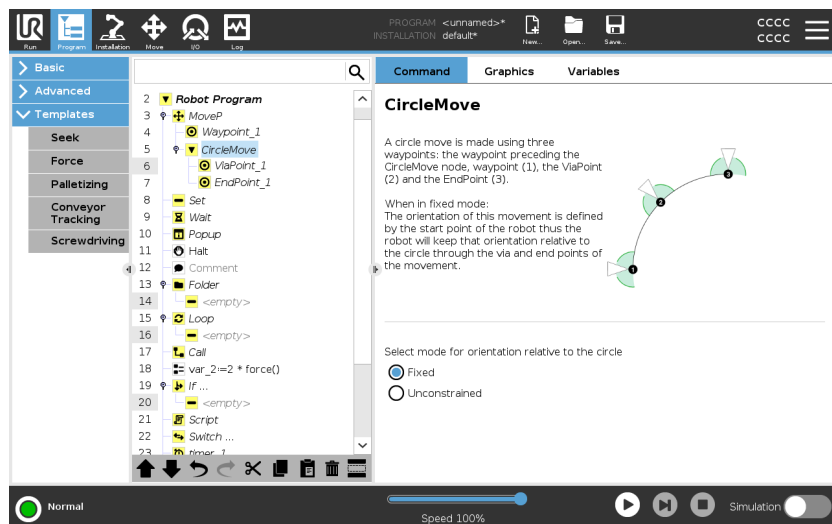 UR
PROGRAM <unnamed>*
INSTALLATION default*
CCCC
CCCC
Run
Program
Installation
Move
I/O
Log
New...
Open...
Save...
Basic
Advanced
Templates
Seek
Force
Palletizing
Conveyor
Tracking
Screwdriving
2 Robot Program
3 MoveP
4 Waypoint_1
5 CircleMove
6 ViaPoint_1
7 EndPoint_1
8 Set
9 Wait
10 Popup
11 Halt
12 Comment
13 Folder
14 <empty>
15 Loop
16 <empty>
17 Call
18 var_2:=2 * force()
19 If ...
20 <empty>
21 Script
22 Switch ...
23 timer_1
Command
Graphics
Variables
CircleMove
A circle move is made using three
waypoints: the waypoint preceding the
CircleMove node, waypoint (1), the ViaPoint
(2) and the EndPoint (3).
When in fixed mode:
The orientation of this movement is defined
by the start point of the robot thus the
robot will keep that orientation relative to
the circle through the via and end points of
the movement.
3
2
1
Select mode for orientation relative to the circle
Fixed
Unconstrained
Normal
Speed 100%
Simulation